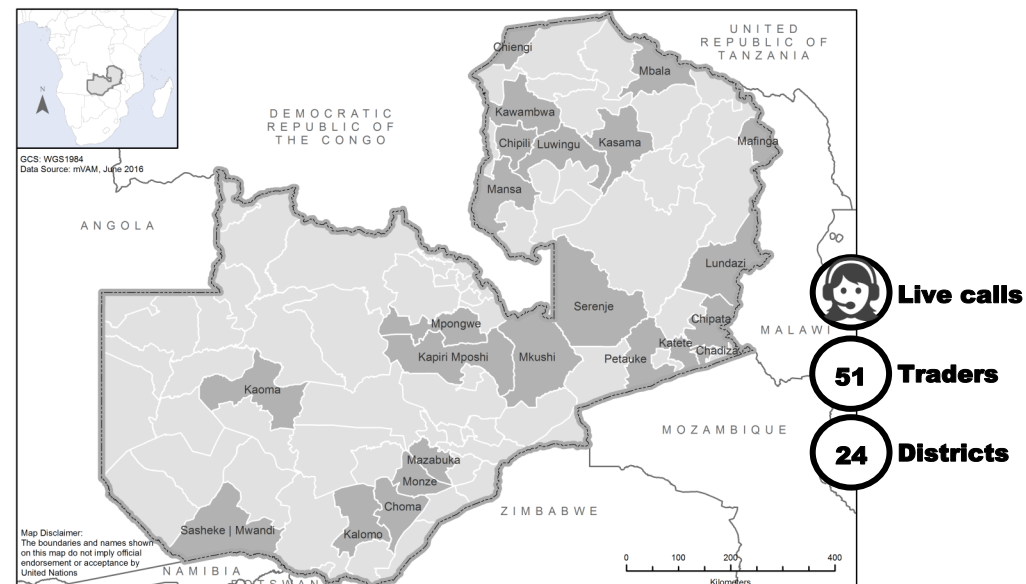 N
GCS: WGS1984
Data Source: mVAM, June 2016
UNITED
REPUBLIC OF
TANZANIA
DEMOCRATIC
REPUBLIC OF
THE CONGO
ANGOLA
Chiengi
Mbala
Kawambwa
Chipili
Luwingu
Kasama
Mafinga
Mansa
Lundazi
Serenje
Chipata
MALAWI
Mpongwe
Katete
Chadiza
Kapiri Mposhi
Mkushi
Petauke
Kaoma
MOZAMBIQUE
Mazabuka
Monze
Choma
ZIMBABWE
Sasheke | Mwandi
Kalomo
NAMIBIA
BOTSWAN
Map Disclaimer:
The boundaries and names shown
on this map do not imply official
endorsement or acceptance by
United Nations
0 100 200 400
Kilometers
Live calls
51 Traders
24 Districts